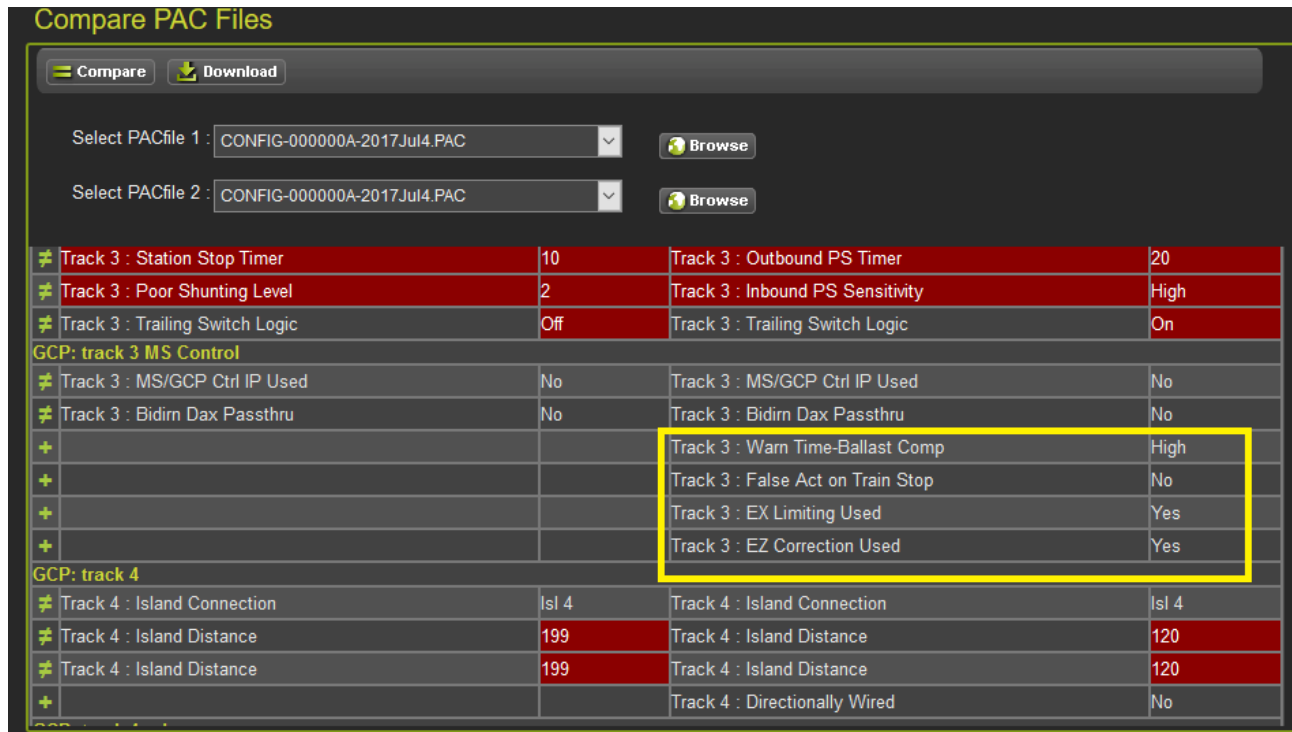 Compare PAC Files
Compare Download
Select PACfile 1 : CONFIG-000000A-2017Jul4.PAC Browse
Select PACfile 2 : CONFIG-000000A-2017Jul4.PAC Browse
≠ Track 3 : Station Stop Timer 10 Track 3 : Outbound PS Timer 20
≠ Track 3 : Poor Shunting Level 2 Track 3 : Inbound PS Sensitivity High
≠ Track 3 : Trailing Switch Logic Off Track 3 : Trailing Switch Logic On
GCP: track 3 MS Control
≠ Track 3 : MS/GCP Ctrl IP Used No Track 3 : MS/GCP Ctrl IP Used No
≠ Track 3 : Bidirn Dax Passthru No Track 3 : Bidirn Dax Passthru No
+ Track 3 : Warn Time-Ballast Comp High
+ Track 3 : False Act on Train Stop No
+ Track 3 : EX Limiting Used Yes
+ Track 3 : EZ Correction Used Yes
GCP: track 4
≠ Track 4 : Island Connection Isl 4 Track 4 : Island Connection Isl 4
≠ Track 4 : Island Distance 199 Track 4 : Island Distance 120
≠ Track 4 : Island Distance 199 Track 4 : Island Distance 120
+ Track 4 : Directionally Wired No